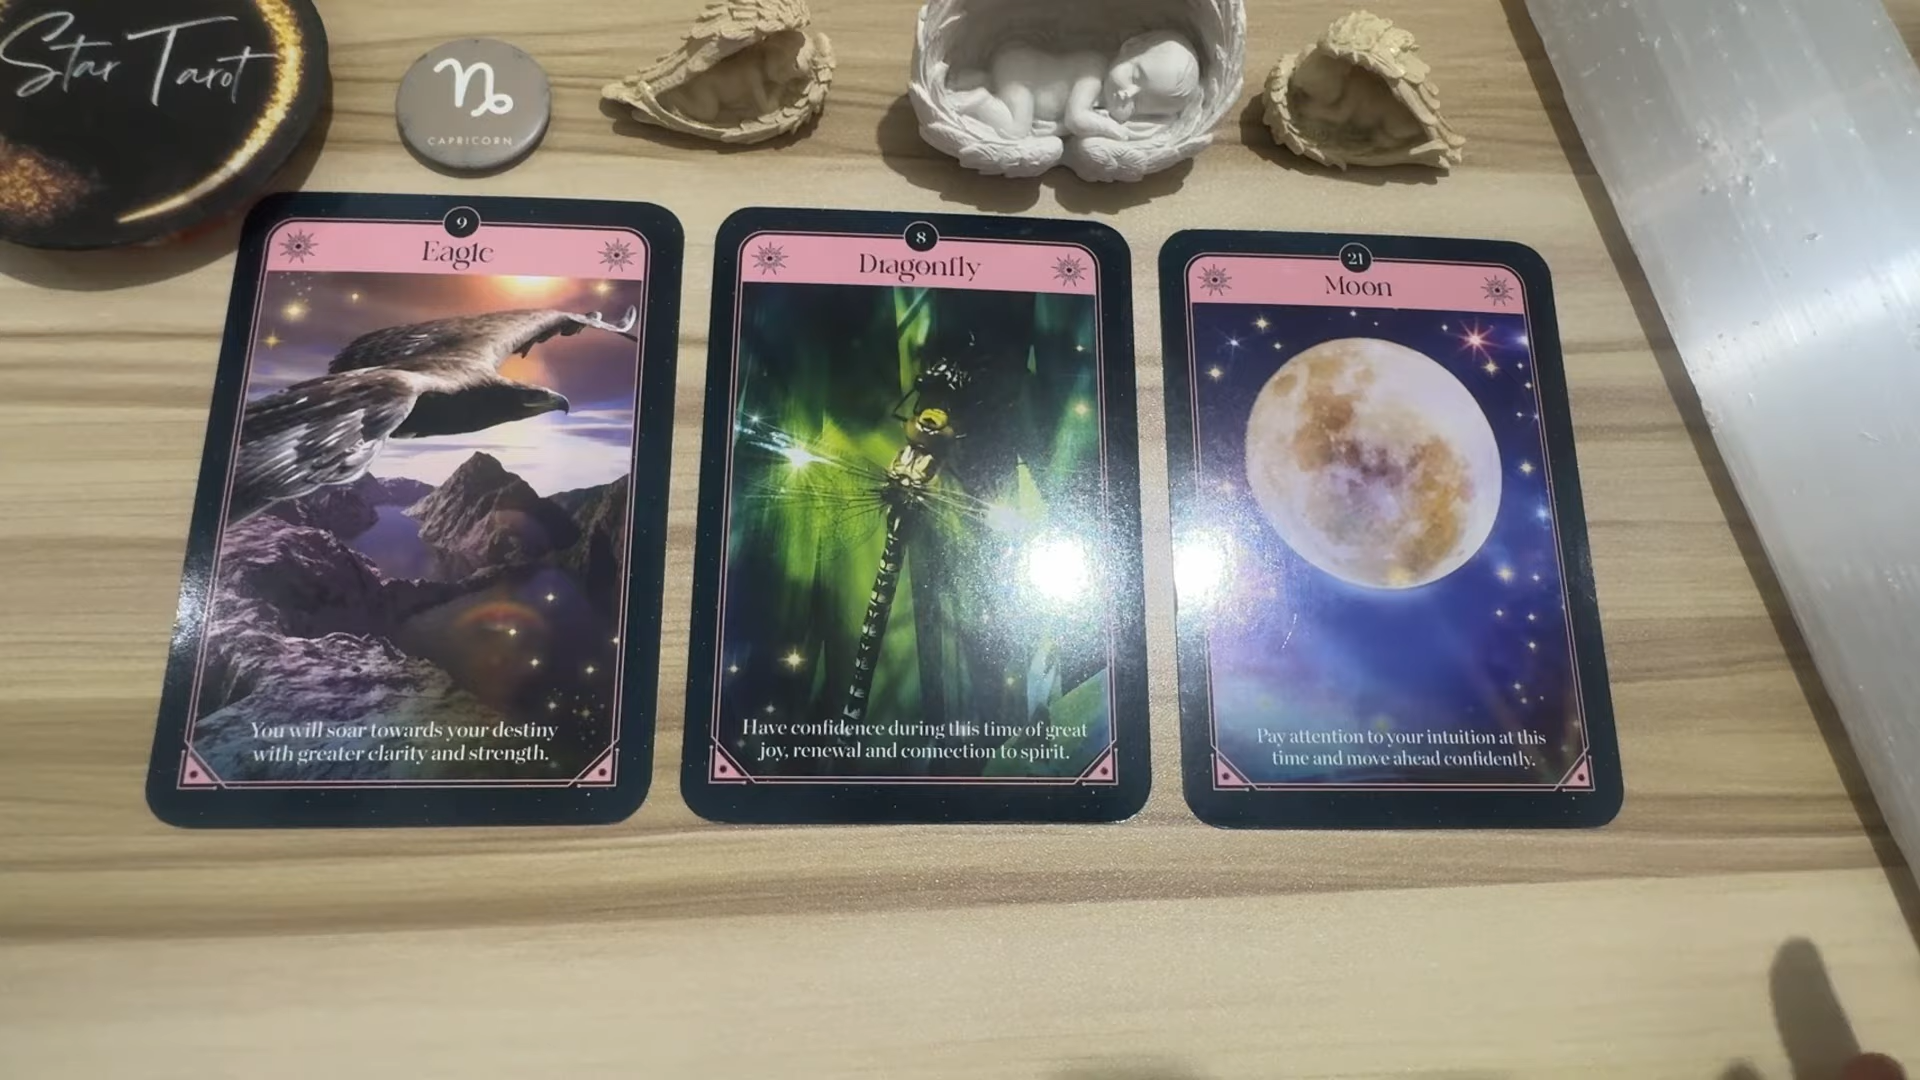 Star Tarot
CAPRICORN
9
Eagle
You will soar towards your destiny
with greater clarity and strength.
8
Dragonfly
Have confidence during this time of great
joy, renewal and connection to spirit.
21
Moon
Pay attention to your intuition at this
time and move ahead confidently.